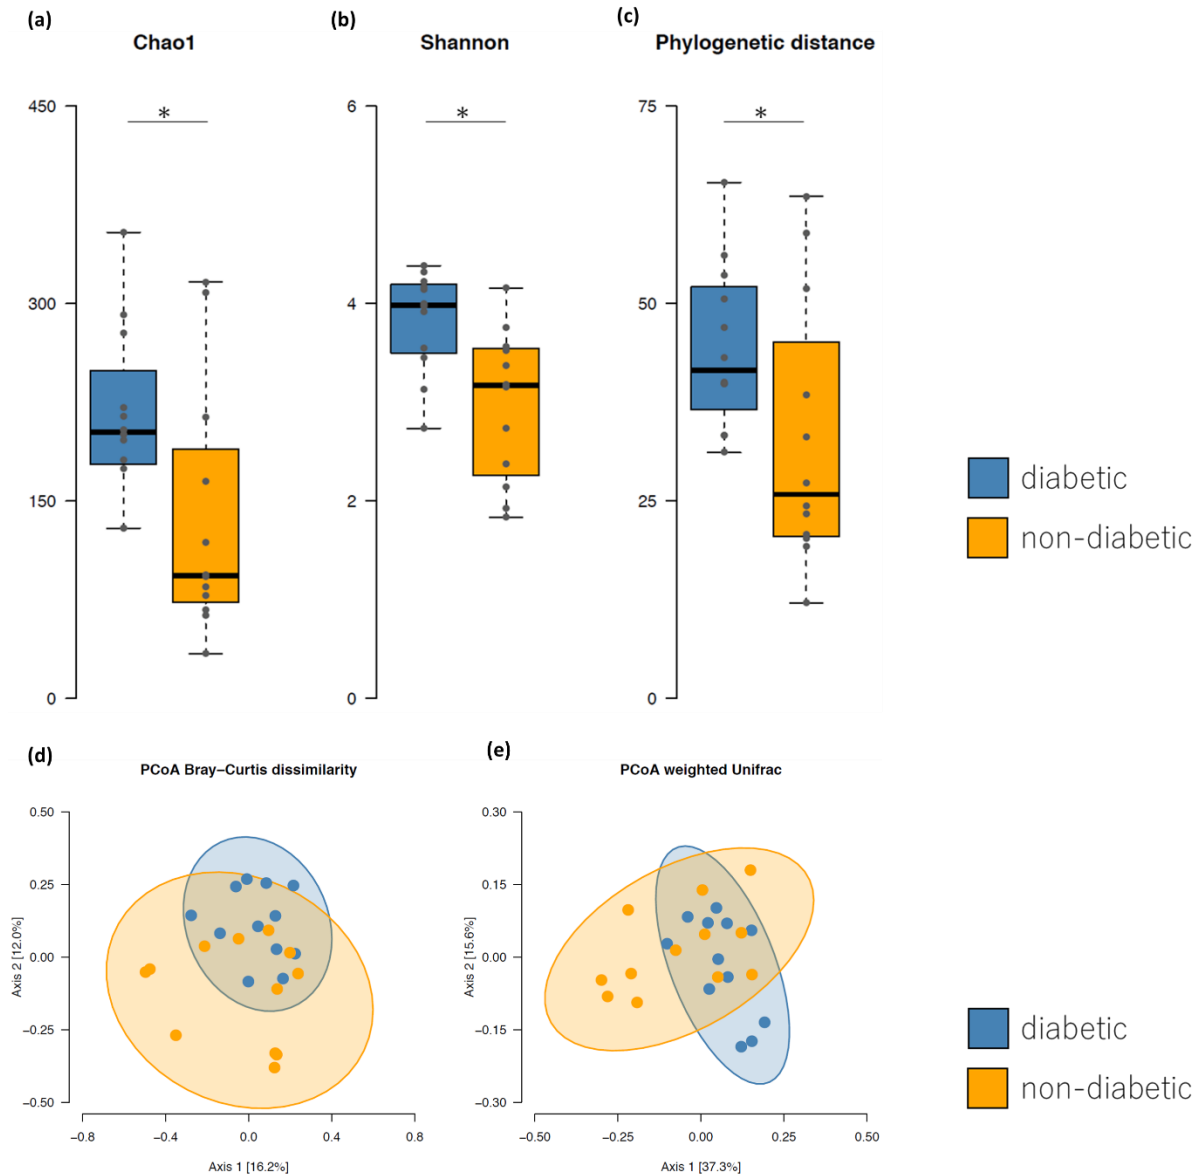 (a)
(b)
(c)
Chao1
Shannon
Phylogenetic distance
450
300
150
0
*
6
4
2
0
*
75
50
25
0
*
diabetic
non-diabetic
(d)
PCoA Bray−Curtis dissimilarity
Axis 2 [12.0%]
0.50
0.25
0.00
−0.25
−0.50
−0.8
−0.4
0.0
0.4
0.8
Axis 1 [16.2%]
(e)
PCoA weighted Unifrac
Axis 2 [15.6%]
0.30
0.15
0.00
−0.15
−0.30
−0.50
−0.25
0.00
0.25
0.50
Axis 1 [37.3%]
diabetic
non-diabetic